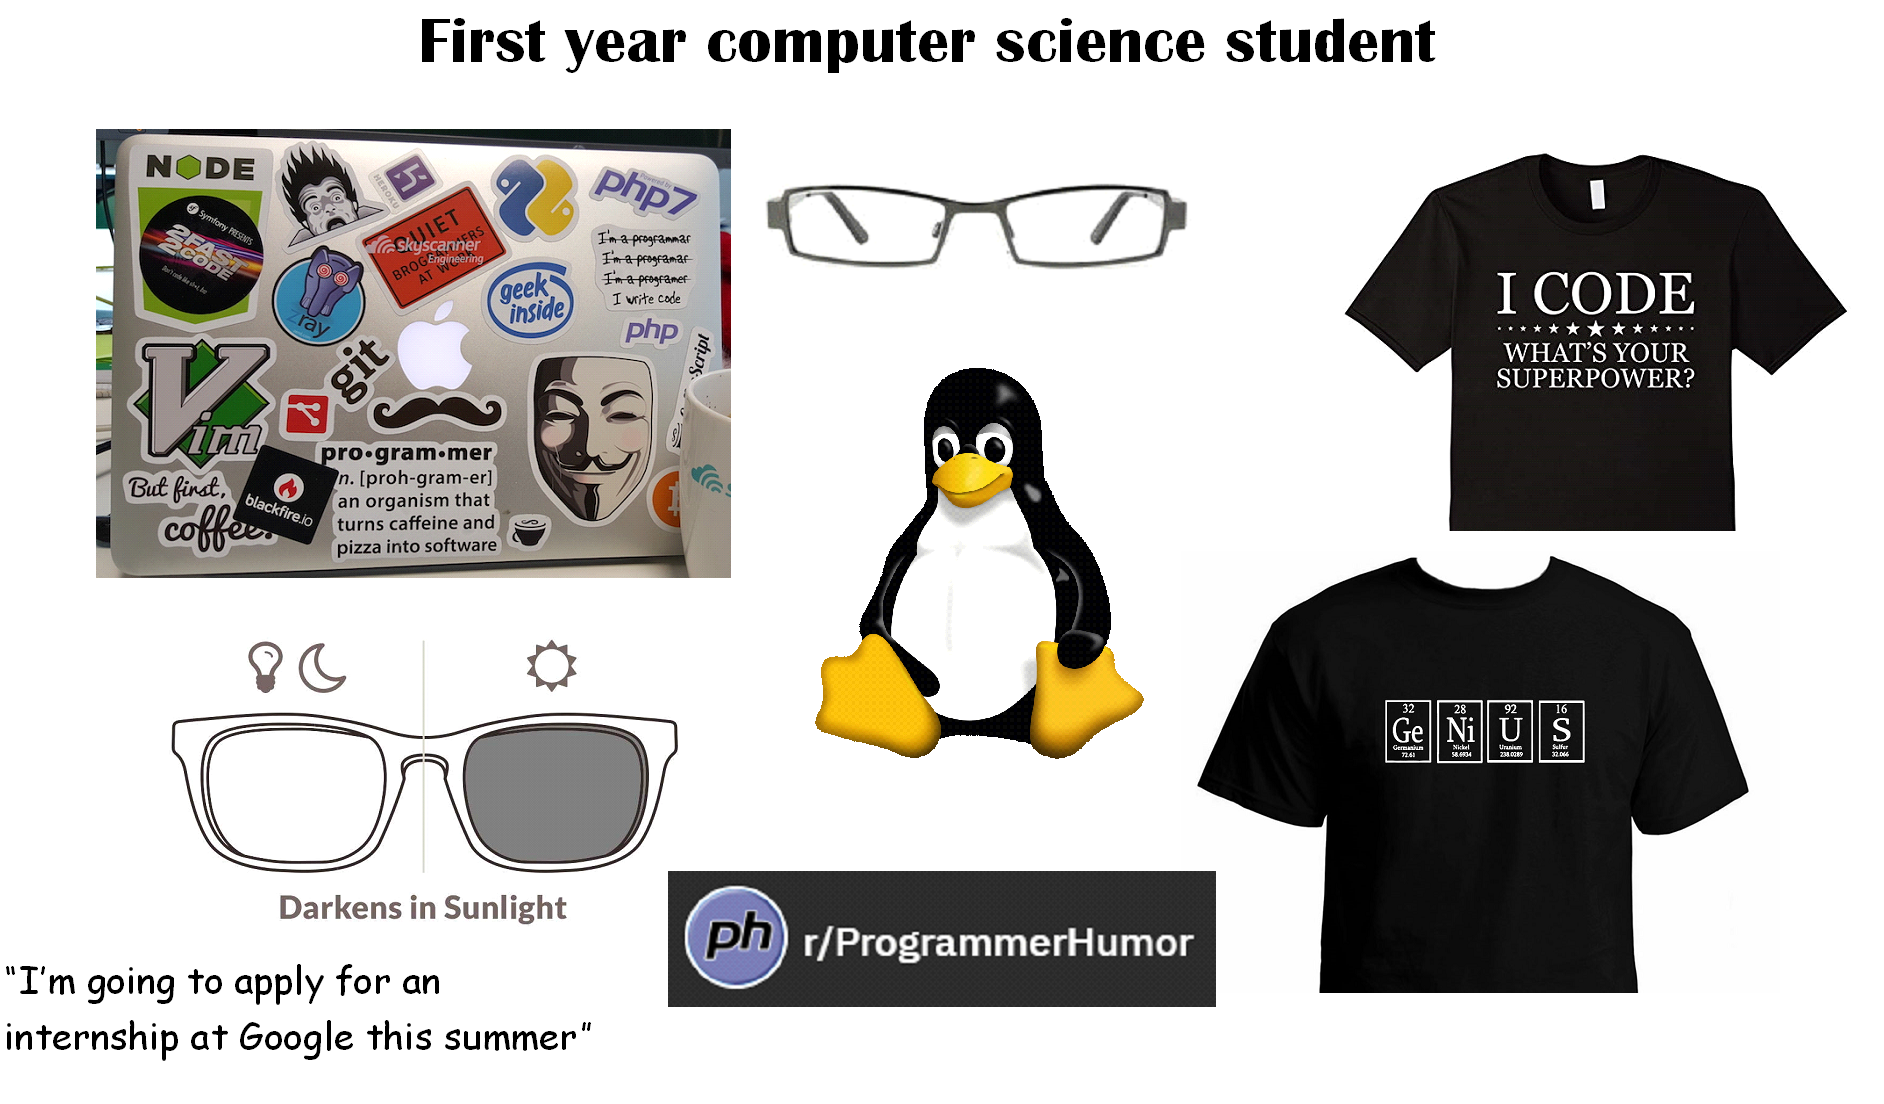 First year computer science student
NODE
Symfony PRESENTS
2FAST
2CODE
HEROKU
QUIET
BROG
ERS
AT WORK
skyscanner
Engineering
Powered by
php7
I'm a programmar
I'm a programar
I'm a programer
I write code
zray
geek
inside
php
git
Script
Vim
But first,
coffee.
blackfire.io
pro•gram•mer
n. [proh-gram-er]
an organism that
turns caffeine and
pizza into software
I CODE
WHAT'S YOUR
SUPERPOWER?
32 28 92 16
Ge Ni U S
Germanium Nickel Uranium Sulfur
72.61 58.6934 238.0289 32.066
Darkens in Sunlight
ph r/ProgrammerHumor
"I'm going to apply for an
internship at Google this summer"